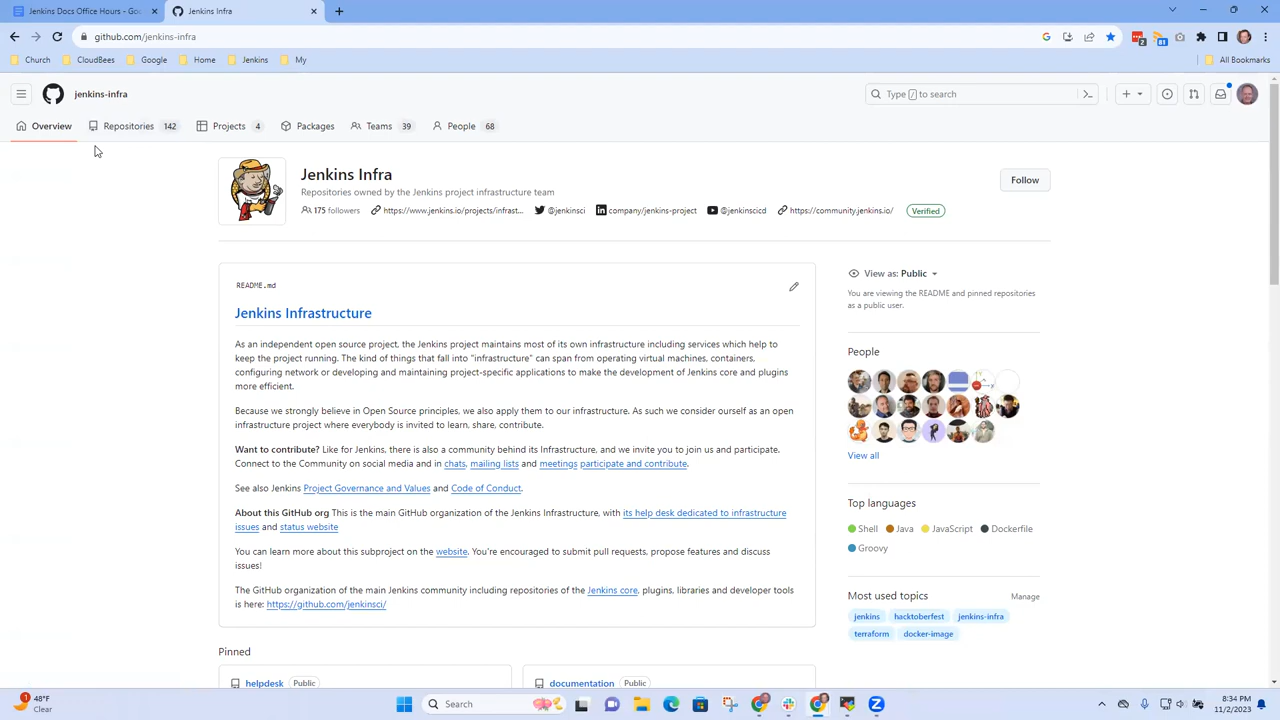 Jenkins Docs Office Hours - Goo
Jenkins Infra
github.com/jenkins-infra
Church
CloudBees
Google
Home
Jenkins
My
All Bookmarks
jenkins-infra
Type / to search
Overview
Repositories 142
Projects 4
Packages
Teams 39
People 68
Jenkins Infra
Repositories owned by the Jenkins project infrastructure team
175 followers
https://www.jenkins.io/projects/infrast...
@jenkinsci
company/jenkins-project
@jenkinscicd
https://community.jenkins.io/
Verified
Follow
README.md
Jenkins Infrastructure
As an independent open source project, the Jenkins project maintains most of its own infrastructure including services which help to
keep the project running. The kind of things that fall into "infrastructure" can span from operating virtual machines, containers,
configuring network or developing and maintaining project-specific applications to make the development of Jenkins core and plugins
more efficient.
Because we strongly believe in Open Source principles, we also apply them to our infrastructure. As such we consider ourself as an open
infrastructure project where everybody is invited to learn, share, contribute.
Want to contribute? Like for Jenkins, there is also a community behind its Infrastructure, and we invite you to join us and participate.
Connect to the Community on social media and in chats, mailing lists and meetings participate and contribute.
See also Jenkins Project Governance and Values and Code of Conduct.
About this GitHub org This is the main GitHub organization of the Jenkins Infrastructure, with its help desk dedicated to infrastructure
issues and status website
You can learn more about this subproject on the website. You're encouraged to submit pull requests, propose features and discuss
issues!
The GitHub organization of the main Jenkins community including repositories of the Jenkins core, plugins, libraries and developer tools
is here: https://github.com/jenkinsci/
View as: Public
You are viewing the README and pinned repositories
as a public user.
People
View all
Top languages
Shell
Java
JavaScript
Dockerfile
Groovy
Most used topics
Manage
jenkins
hacktoberfest
jenkins-infra
terraform
docker-image
Pinned
helpdesk
Public
documentation
Public
1
48°F
Clear
Search
8:34 PM
11/2/2023